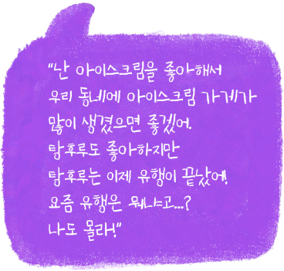 “난 아이스크림을 좋아해서
우리 동네에 아이스크림 가게가
많이 생겼으면 좋겠어.
탕후루도 좋아하지만
탕후루는 이제 유행이 끝났어!
요즘 유행은 뭐냐고...?
나도 몰라!”